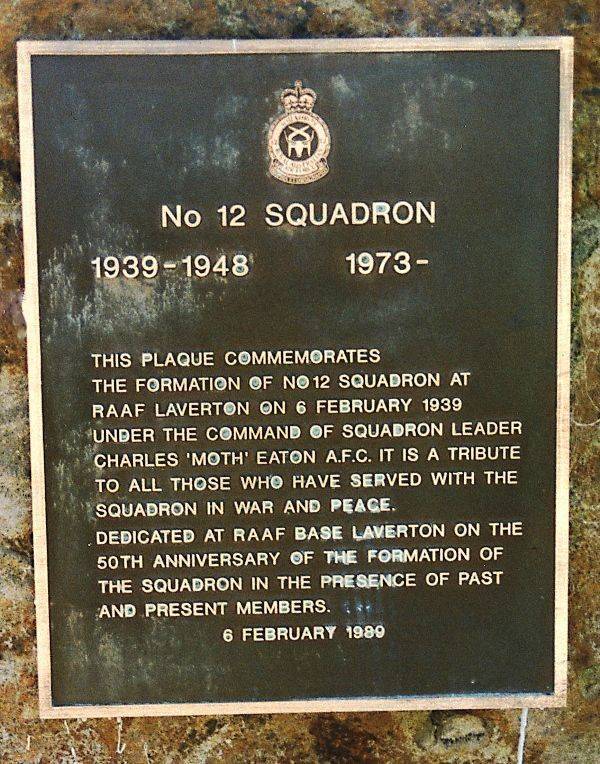 No 12 SQUADRON
1939-1948 1973-
THIS PLAQUE COMMEMORATES
THE FORMATION OF NO 12 SQUADRON AT
RAAF LAVERTON ON 6 FEBRUARY 1939
UNDER THE COMMAND OF SQUADRON LEADER
CHARLES 'MOTH' EATON A.F.C. IT IS A TRIBUTE
TO ALL THOSE WHO HAVE SERVED WITH THE
SQUADRON IN WAR AND PEACE.
DEDICATED AT RAAF BASE LAVERTON ON THE
50TH ANNIVERSARY OF THE FORMATION OF
THE SQUADRON IN THE PRESENCE OF PAST
AND PRESENT MEMBERS.
6 FEBRUARY 1989